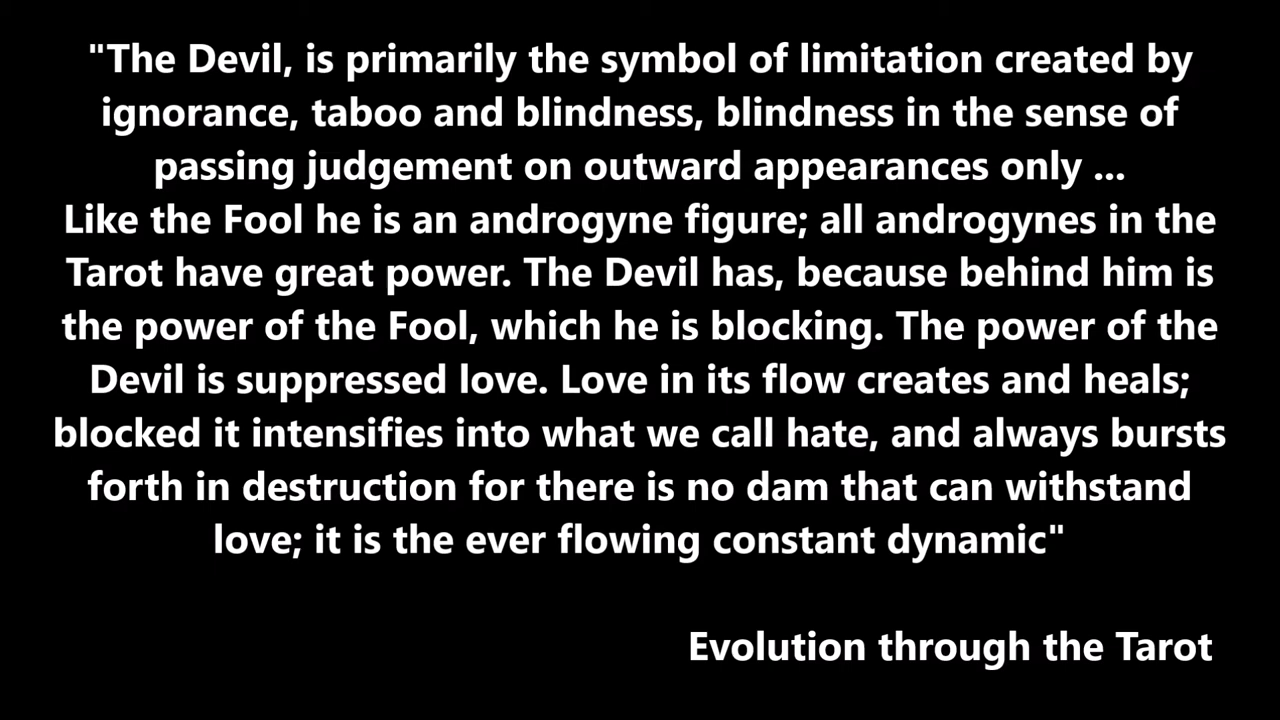 "The Devil, is primarily the symbol of limitation created by
ignorance, taboo and blindness, blindness in the sense of
passing judgement on outward appearances only ...
Like the Fool he is an androgyne figure; all androgynes in the
Tarot have great power. The Devil has, because behind him is
the power of the Fool, which he is blocking. The power of the
Devil is suppressed love. Love in its flow creates and heals;
blocked it intensifies into what we call hate, and always bursts
forth in destruction for there is no dam that can withstand
love; it is the ever flowing constant dynamic"
Evolution through the Tarot